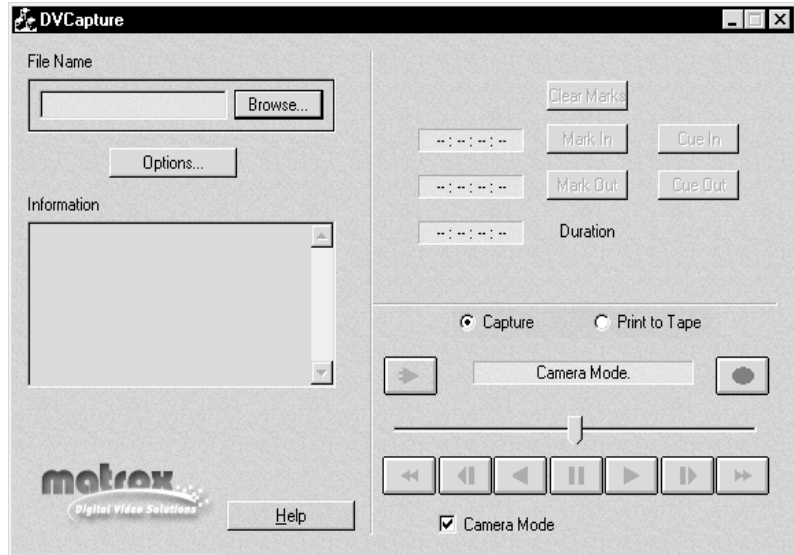 DVCapture
File Name
Browse...
Options...
Information
matrox
Digital Video Solutions
Help
Clear Marks
-- : -- : -- : -- Mark In Cue In
-- : -- : -- : -- Mark Out Cue Out
-- : -- : -- : -- Duration
Capture Print to Tape
Camera Mode.
Camera Mode